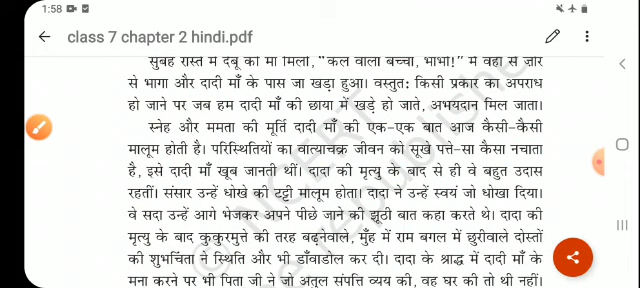 1:58
class 7 chapter 2 hindi.pdf
सुबह रास्ते में देबू की माँ मिली, “कल वाला बच्चा, भाभी!” मैं वहाँ से जोर
से भागा और दादी माँ के पास जा खड़ा हुआ। वस्तुतः किसी प्रकार का अपराध
हो जाने पर जब हम दादी माँ की छाया में खड़े हो जाते, अभयदान मिल जाता।
स्नेह और ममता की मूर्ति दादी माँ की एक-एक बात आज कैसी-कैसी
मालूम होती है। परिस्थितियों का वात्याचक्र जीवन को सूखे पत्ते-सा कैसा नचाता
है, इसे दादी माँ खूब जानती थीं। दादा की मृत्यु के बाद से ही वे बहुत उदास
रहतीं। संसार उन्हें धोखे की टट्टी मालूम होता। दादा ने उन्हें स्वयं जो धोखा दिया।
वे सदा उन्हें आगे भेजकर अपने पीछे जाने की झूठी बात कहा करते थे। दादा की
मृत्यु के बाद कुकुरमुत्ते की तरह बढ़नेवाले, मुँह में राम बगल में छुरीवाले दोस्तों
की शुभचिंता ने स्थिति और भी डाँवाडोल कर दी। दादा के श्राद्ध में दादी माँ के
मना करने पर भी पिता जी ने जो अतुल संपत्ति व्यय की, वह घर की तो थी नहीं।
© NCERT
be republished